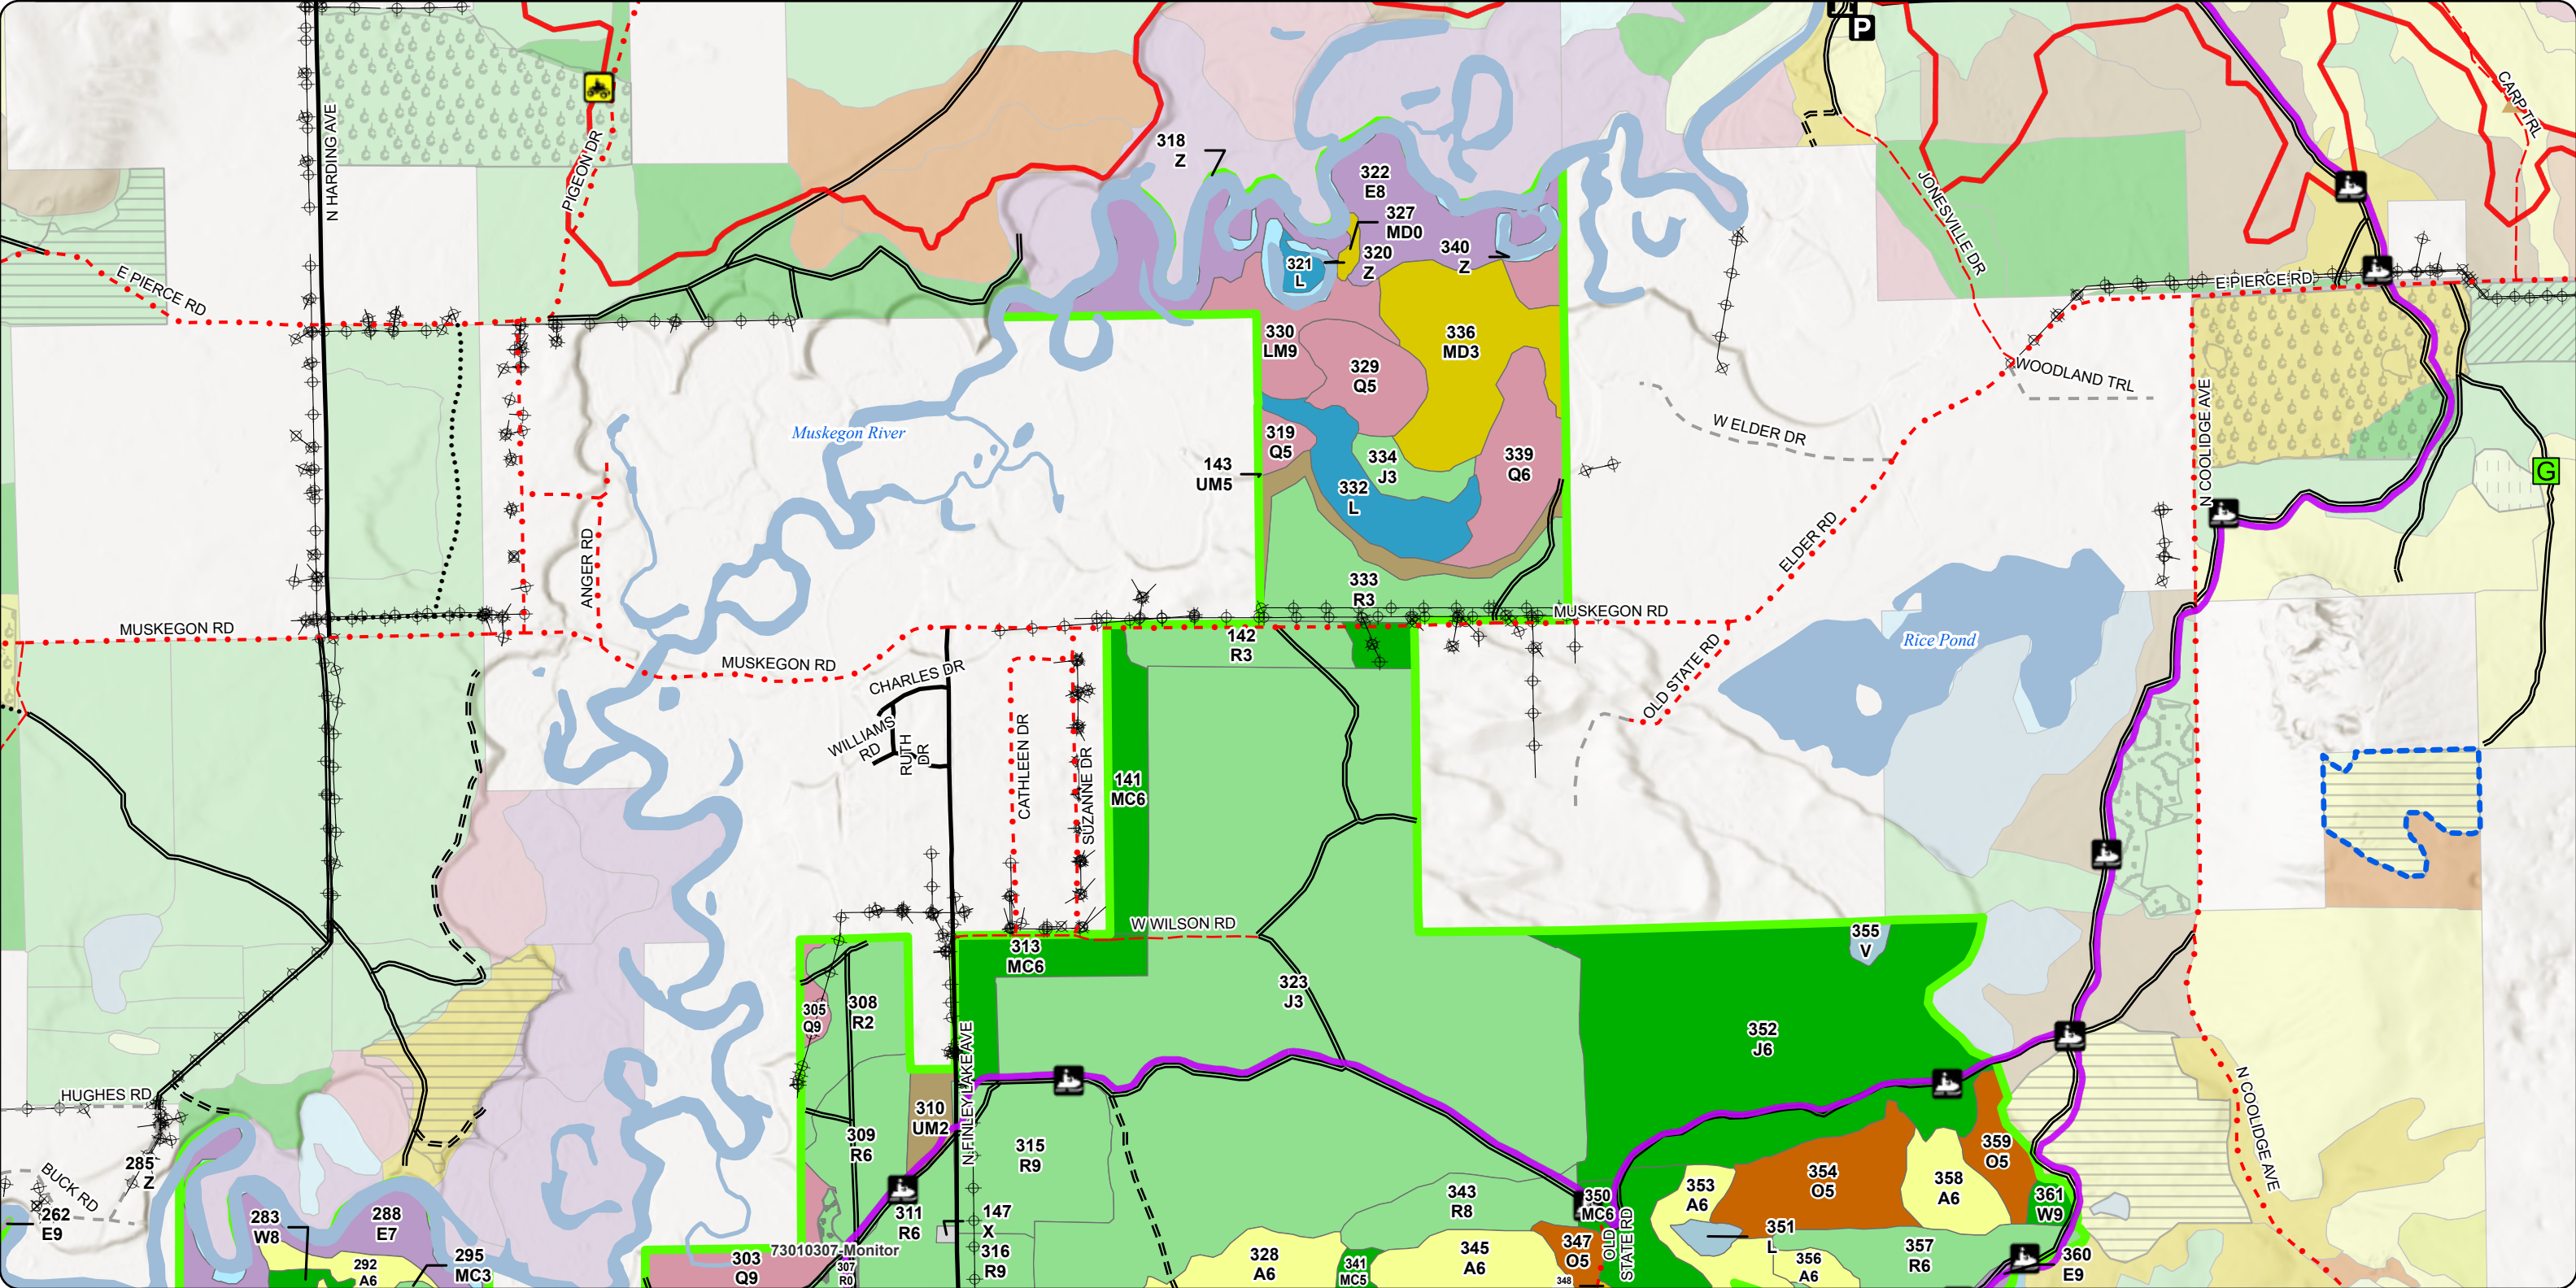 P
N HARDING AVE
PIGEON DR
CARP TRL
318
Z
322
E8
327
MD0
JONESVILLE DR
320
Z
340
Z
321
L
E PIERCE RD
E PIERCE RD
330
LM9
336
MD3
329
Q5
WOODLAND TRL
N COOLIDGE AVE
Muskegon River
W ELDER DR
319
Q5
143
UM5
334
J3
339
Q6
G
332
L
ELDER RD
ANGER RD
333
R3
MUSKEGON RD
MUSKEGON RD
142
R3
Rice Pond
MUSKEGON RD
OLD STATE RD
CHARLES DR
WILLIAMS
RD
RUTH
DR
CATHLEEN DR
SUZANNE DR
141
MC6
W WILSON RD
313
MC6
355
V
323
J3
305
Q9
308
R2
352
J6
N FINLEY LAKE AVE
HUGHES RD
310
UM2
N COOLIDGE AVE
309
R6
315
R9
359
O5
285
Z
BUCK RD
354
O5
358
A6
353
A6
343
R8
350
MC6
361
W9
262
E9
283
W8
288
E7
311
R6
147
X
351
L
OLD
STATE RD
73010307-Monitor
303
Q9
307
R0
316
R9
328
A6
341
MC5
345
A6
347
O5
348
357
R6
356
A6
360
E9
292
A6
295
MC3